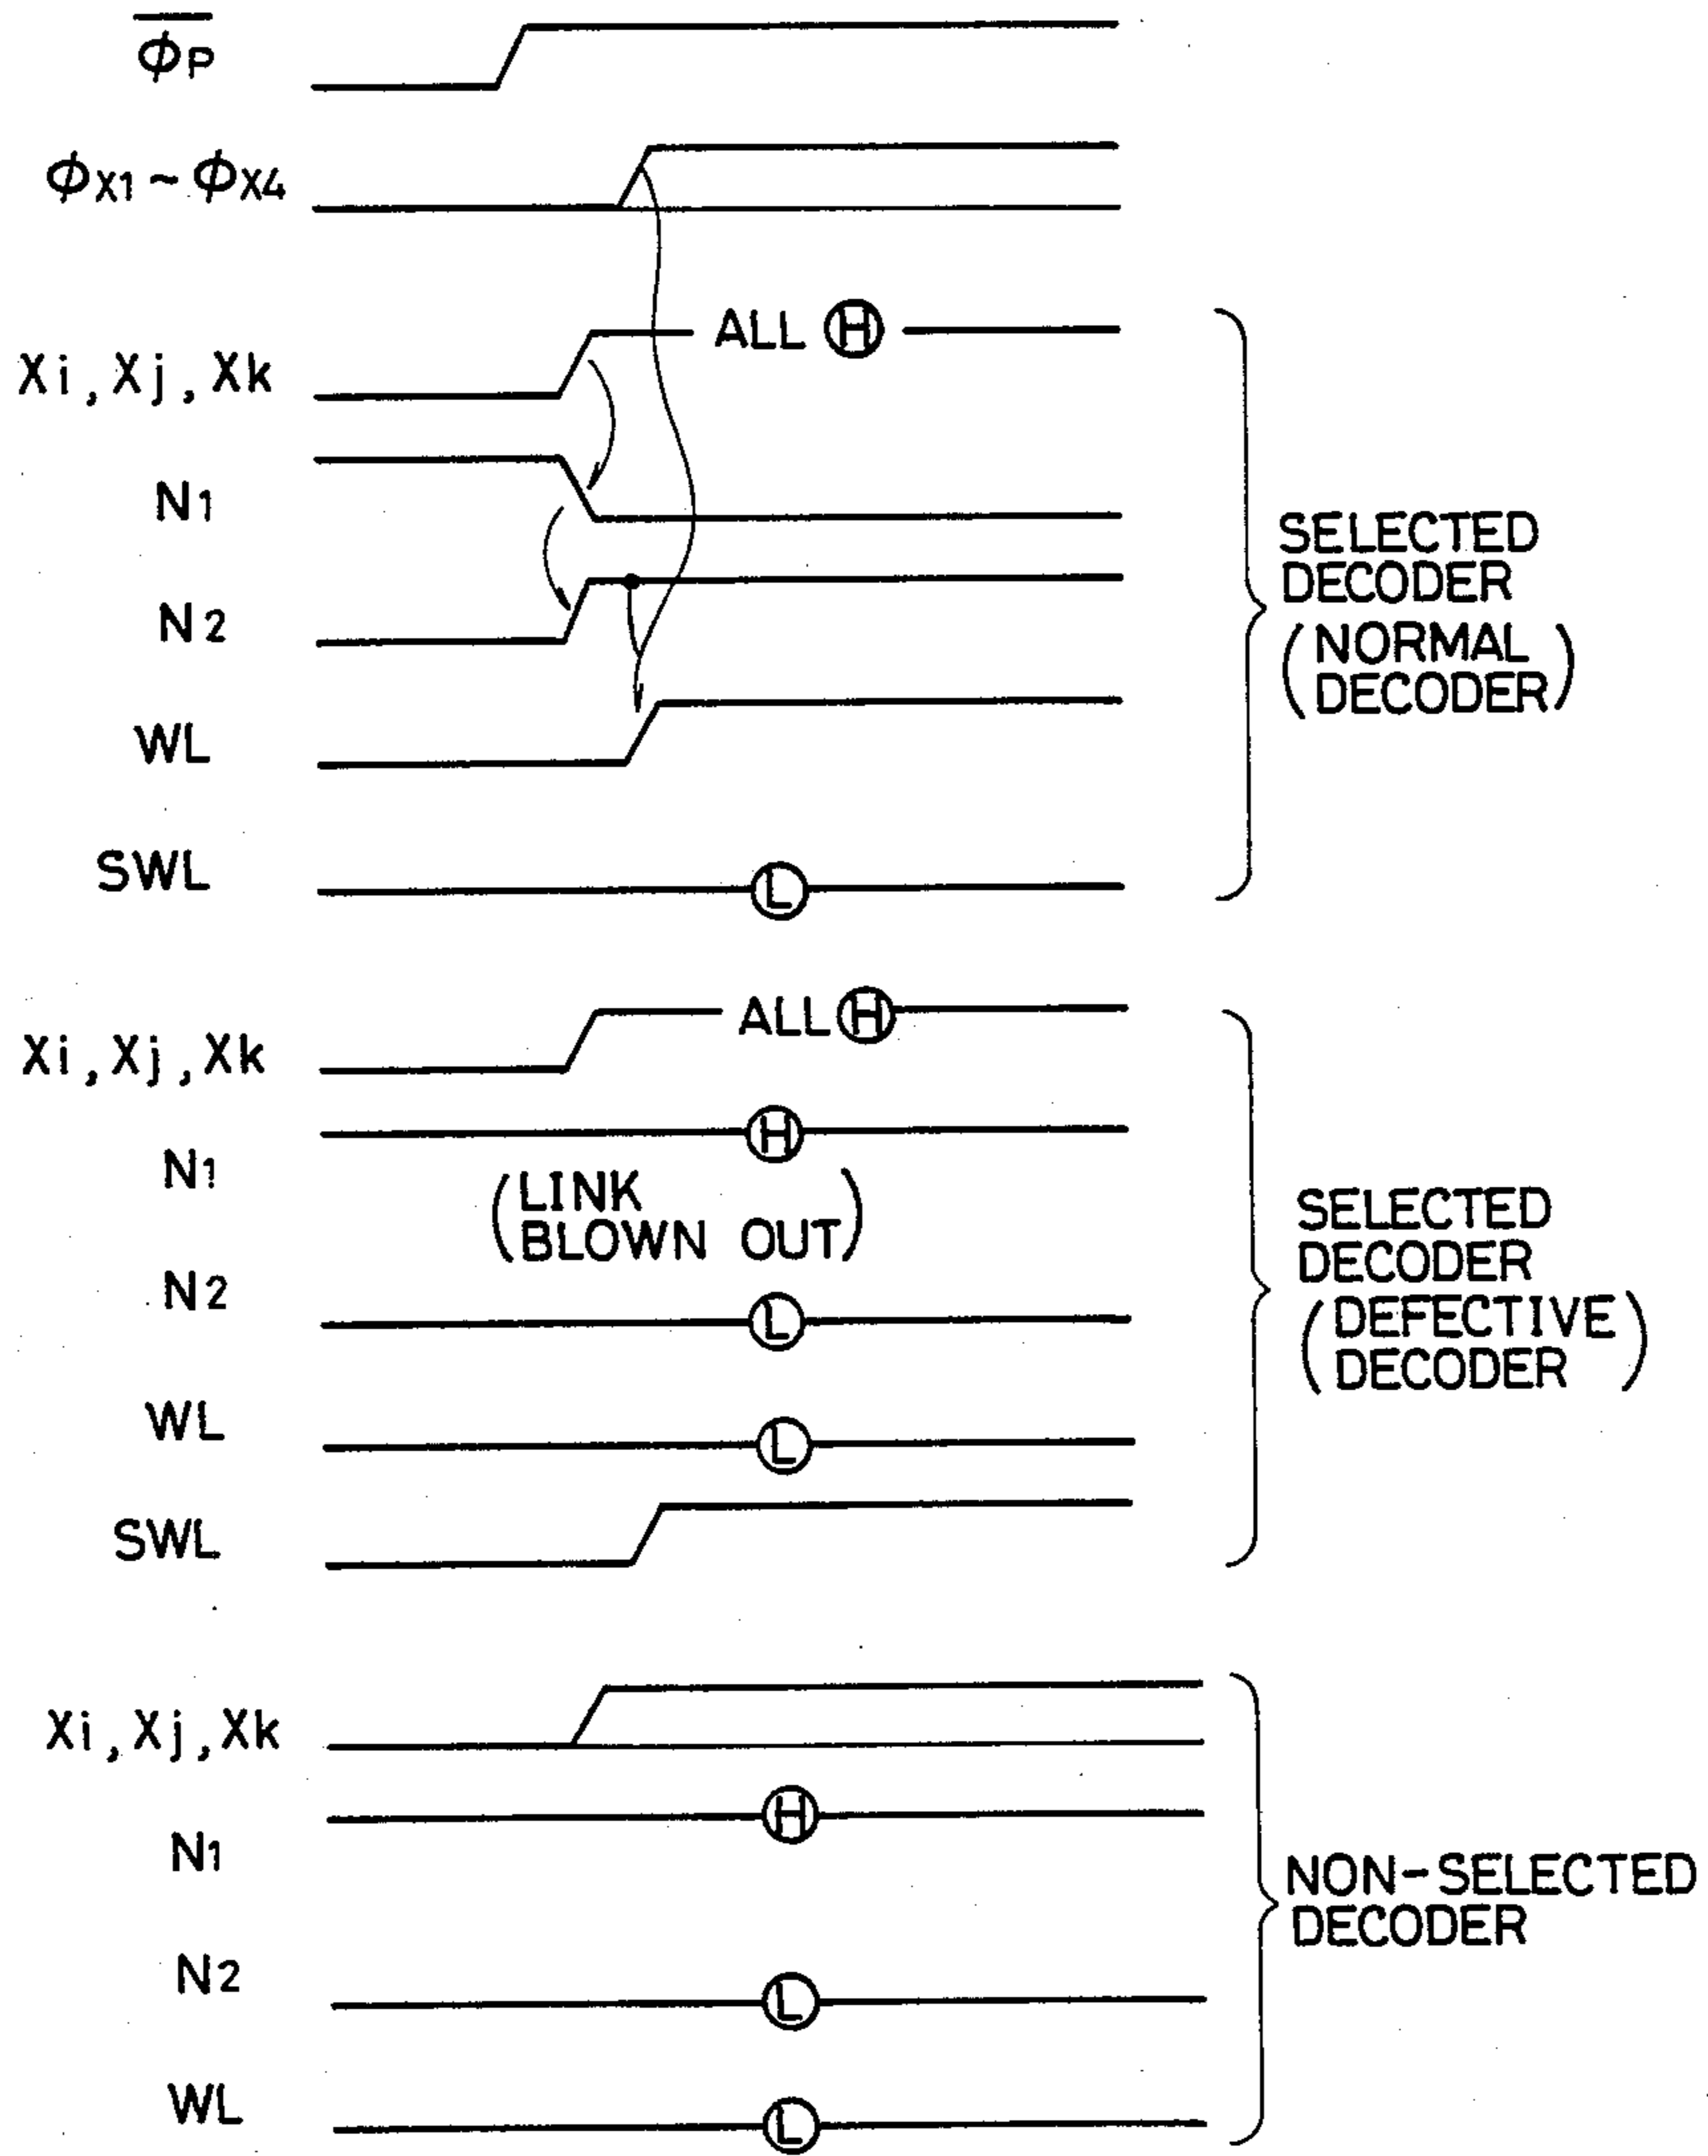 φP
φX1 ~ φX4
Xi, Xj, Xk
ALL H
N1
N2
WL
SWL
L
SELECTED
DECODER
(NORMAL
DECODER)
Xi, Xj, Xk
ALL H
N1
H
(LINK
BLOWN OUT)
N2
L
WL
L
SWL
SELECTED
DECODER
(DEFECTIVE
DECODER)
Xi, Xj, Xk
N1
H
N2
L
WL
L
NON-SELECTED
DECODER